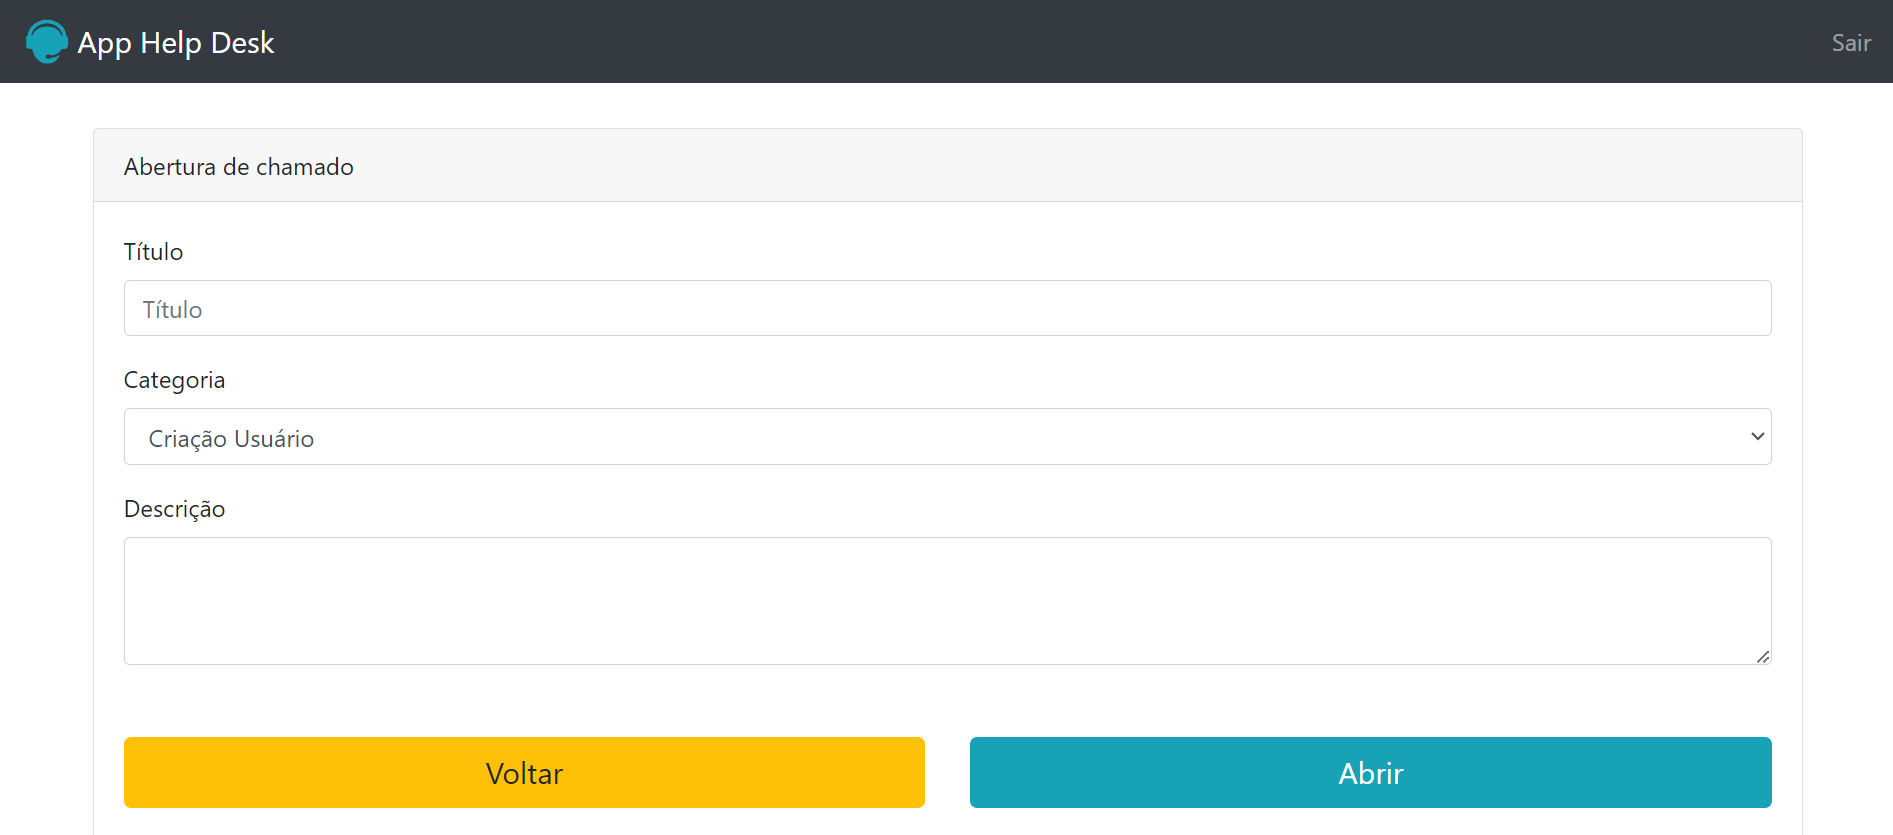 App Help Desk
Sair
Abertura de chamado
Título
Título
Categoria
Criação Usuário
Descrição
Voltar
Abrir